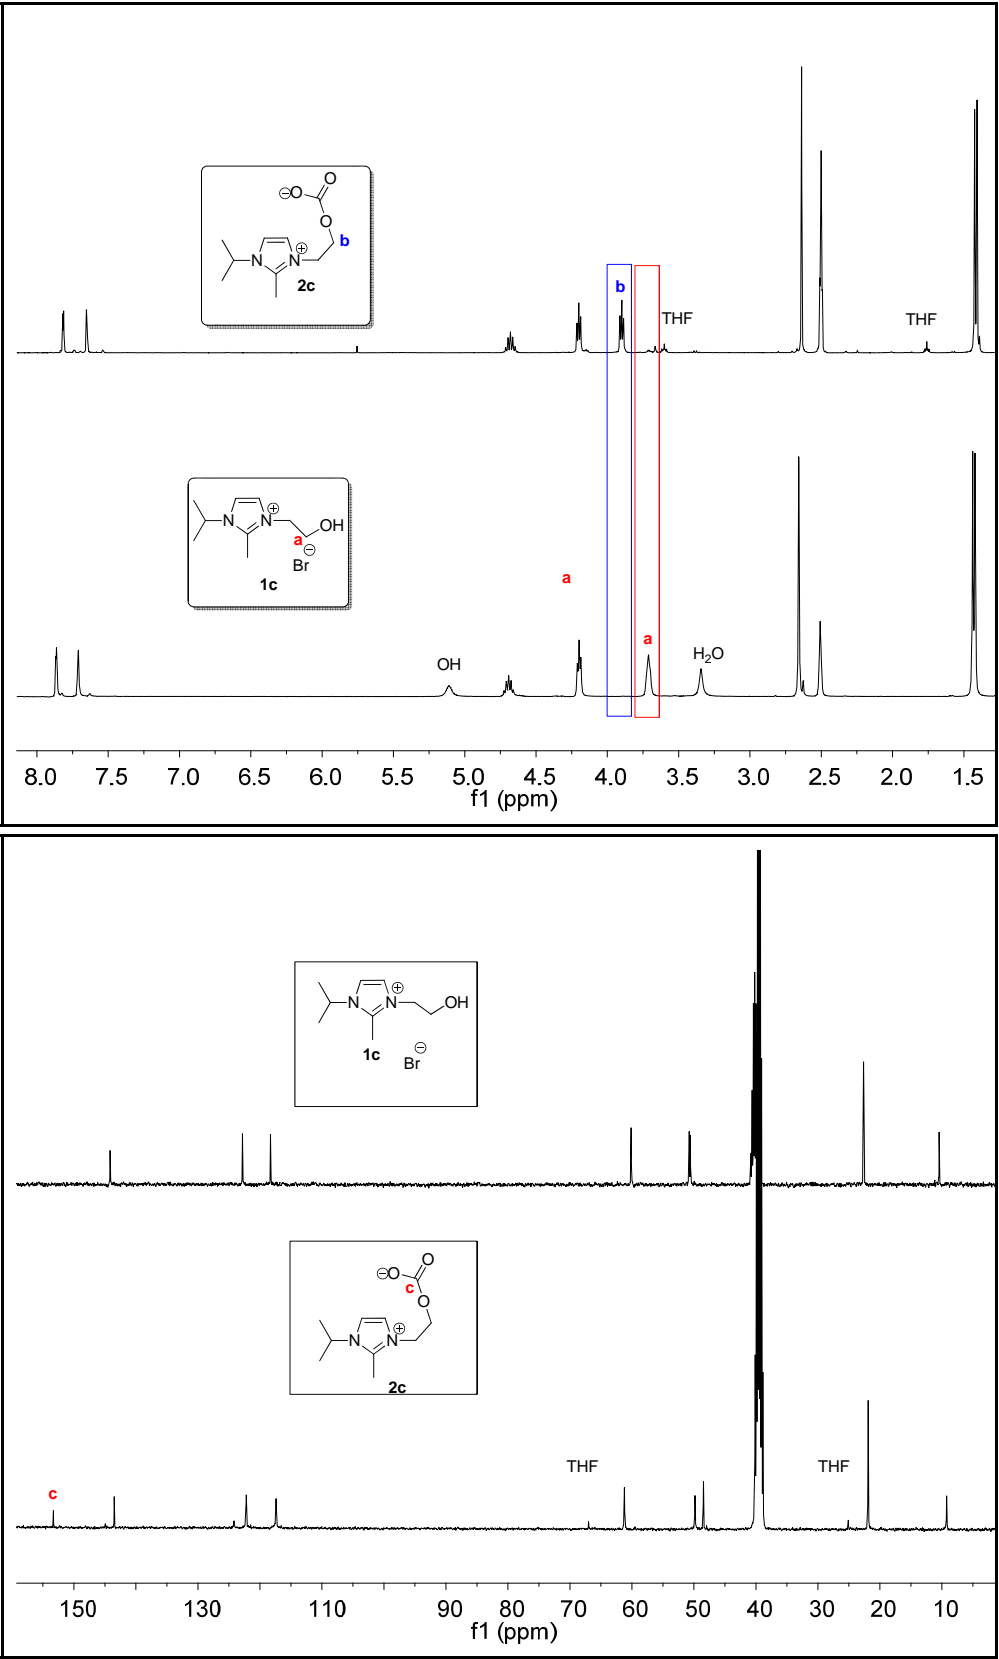 O
⊖O
O
b
N
N
⊕
2c
b
THF
THF
N
N
⊕
OH
a
⊖
Br
1c
a
OH
a
H2O
8.0 7.5 7.0 6.5 6.0 5.5 5.0 4.5 4.0 3.5 3.0 2.5 2.0 1.5
f1 (ppm)
N
N
⊕
OH
1c
Br⊖
O
⊖O
c
O
N
N
⊕
2c
THF
THF
c
150 130 110 90 80 70 60 50 40 30 20 10
f1 (ppm)